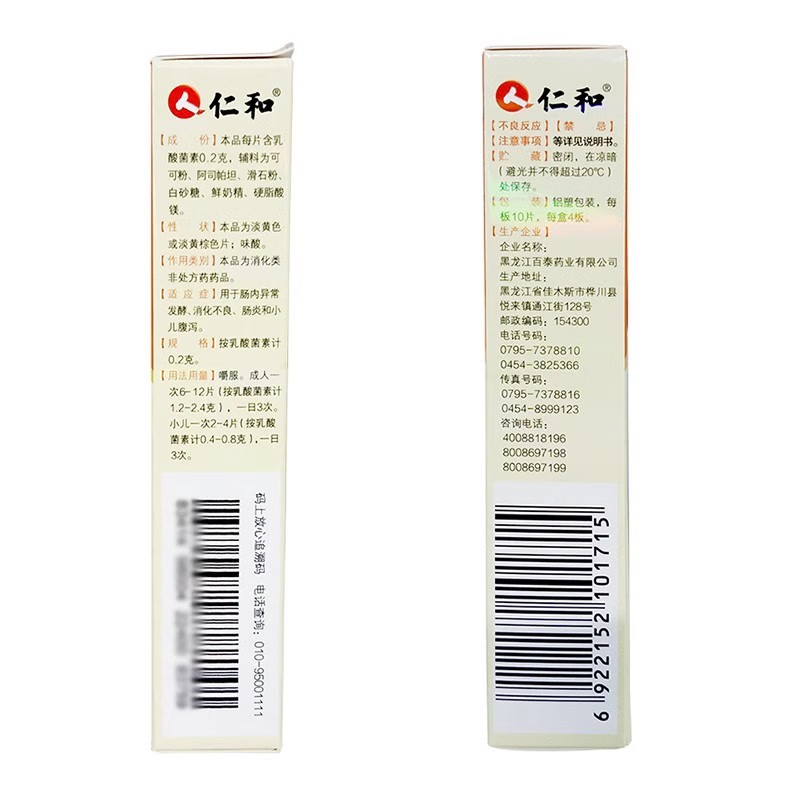 仁和®
【成 份】本品每片含乳
酸菌素0.2克，辅料为可
可粉、阿司帕坦、滑石粉、
白砂糖、鲜奶精、硬脂酸
镁。
【性 状】本品为淡黄色
或淡黄棕色片；味酸。
【作用类别】本品为消化类
非处方药药品。
【适应症】用于肠内异常
发酵、消化不良、肠炎和小
儿腹泻。
【规 格】按乳酸菌素计
0.2克。
【用法用量】嚼服。成人一
次6-12片(按乳酸菌素计
1.2-2.4克)，一日3次。
小儿一次2-4片(按乳酸
菌素计0.4-0.8克),一日
3次。
码上放心追溯码 电话查询：010-95001111
仁和®
【不良反应】【禁 忌】
【注意事项】等详见说明书。
【贮 藏】密闭，在凉暗
(避光并不得超过20℃)
处保存。
【包 装】铝塑包装，每
板10片，每盒4板。
【生产企业】
企业名称：
黑龙江百泰药业有限公司
生产地址：
黑龙江省佳木斯市桦川县
悦来镇通江街128号
邮政编码：154300
电话号码：
0795-7378810
0454-3825366
传真号码：
0795-7378816
0454-8999123
咨询电话：
4008818196
8008697198
8008697199
6 922152 101715